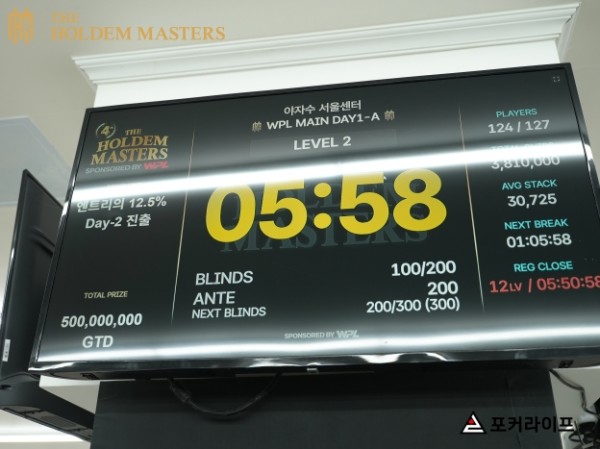 THE
HOLDEM MASTERS
야자수 서울센터
WPL MAIN DAY1-A
LEVEL 2
4
THE
HOLDEM
MASTERS
SPONSORED BY WPL
엔트리의 12.5%
Day-2 진출
TOTAL PRIZE
500,000,000
GTD
05:58
BLINDS 100/200
ANTE 200
NEXT BLINDS 200/300 (300)
SPONSORED BY WPL
PLAYERS
124 / 127
3,810,000
AVG STACK
30,725
NEXT BREAK
01:05:58
REG CLOSE
12LV / 05:50:58
포커라이프